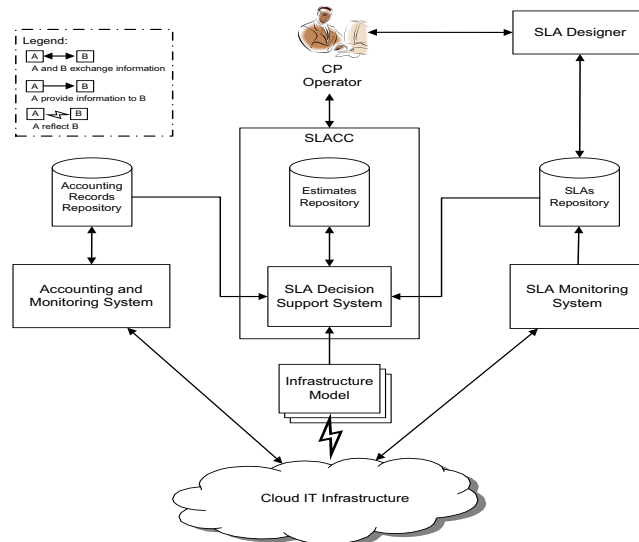 Legend:
A B
A and B exchange information
A B
A provide information to B
A B
A reflect B
CP
Operator
SLA Designer
SLACC
Accounting
Records
Repository
Estimates
Repository
SLAs
Repository
Accounting and
Monitoring System
SLA Decision
Support System
SLA Monitoring
System
Infrastructure
Model
Cloud IT Infrastructure